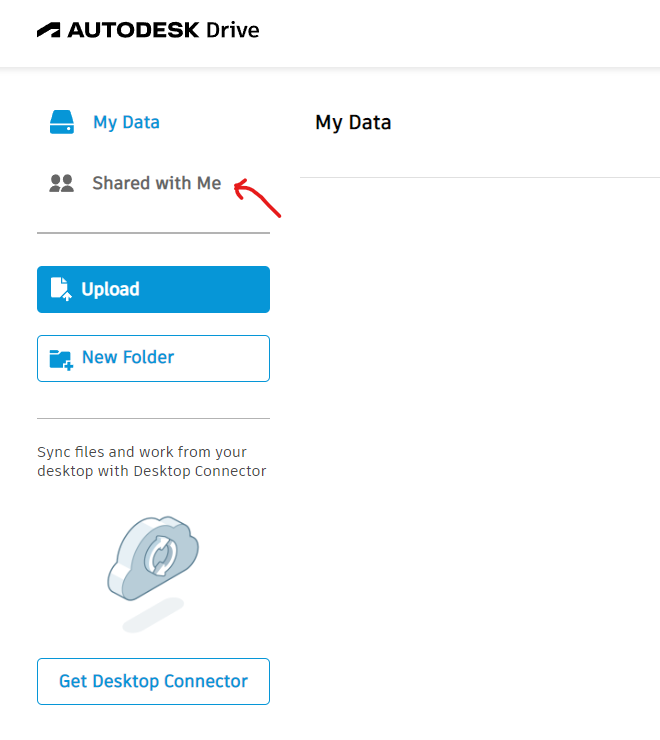 AUTODESK Drive
My Data
Shared with Me
Upload
New Folder
Sync files and work from your
desktop with Desktop Connector
Get Desktop Connector
My Data